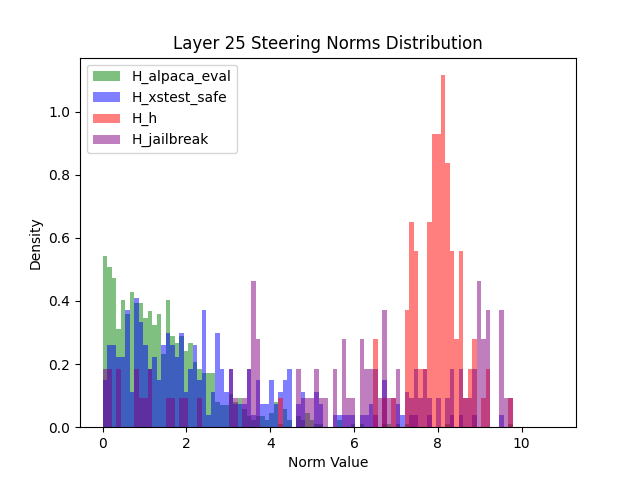 Layer 25 Steering Norms Distribution
H_alpaca_eval
H_xstest_safe
H_h
H_jailbreak
Density
1.0
0.8
0.6
0.4
0.2
0.0
0 2 4 6 8 10
Norm Value